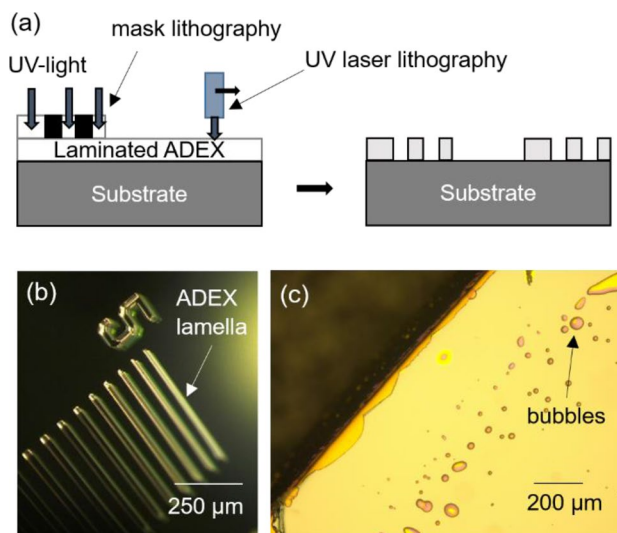 (a)
mask lithography
UV-light
UV laser lithography
Laminated ADEX
Substrate
Substrate
(b)
ADEX
lamella
250 µm
(c)
bubbles
200 µm